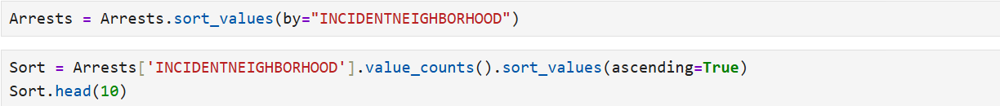 Arrests = Arrests.sort_values(by="INCIDENTNEIGHBORHOOD")
Sort = Arrests['INCIDENTNEIGHBORHOOD'].value_counts().sort_values(ascending=True)
Sort.head(10)